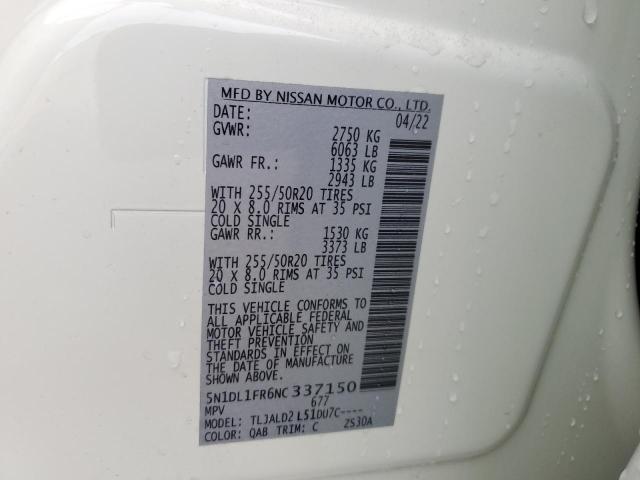 MFD BY NISSAN MOTOR CO., LTD.
DATE: 04/22
GVWR: 2750 KG
6063 LB
GAWR FR.: 1335 KG
2943 LB
WITH 255/50R20 TIRES
20 X 8.0 RIMS AT 35 PSI
COLD SINGLE
GAWR RR.: 1530 KG
3373 LB
WITH 255/50R20 TIRES
20 X 8.0 RIMS AT 35 PSI
COLD SINGLE
THIS VEHICLE CONFORMS TO
ALL APPLICABLE FEDERAL
MOTOR VEHICLE SAFETY AND
THEFT PREVENTION
STANDARDS IN EFFECT ON
THE DATE OF MANUFACTURE
SHOWN ABOVE.
5N1DL1FR6NC337150
MPV 677
MODEL: TLJALD2 L51DU7C----
COLOR: QAB TRIM: C ZS30A